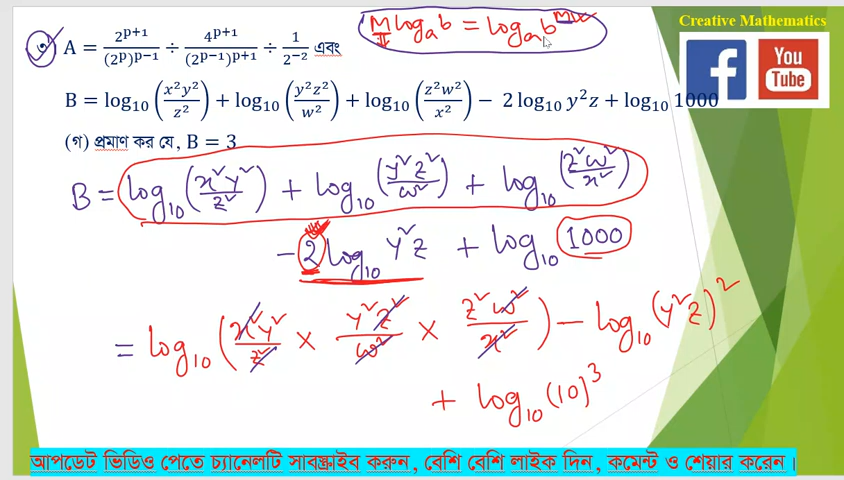 Creative Mathematics
M logₐb = logₐb^M
৩ A = 2^(p+1)/(2^p)^(p−1) ÷ 4^(p+1)/(2^(p−1))^(p+1) ÷ 1/2^(−2) এবং
You Tube
B = log₁₀ (x²y²/z²) + log₁₀ (y²z²/w²) + log₁₀ (z²w²/x²) − 2 log₁₀ y²z + log₁₀ 1000
(গ) প্রমাণ কর যে, B = 3
B = log₁₀ (x²y²/z²) + log₁₀ (y²z²/w²) + log₁₀ (z²w²/x²)
− 2 log₁₀ y²z + log₁₀ 1000
= log₁₀ (x²y²/z² × y²z²/w² × z²w²/x²) − log₁₀ (y²z)²
+ log₁₀ (10)³
আপডেট ভিডিও পেতে চ্যানেলটি সাবস্ক্রাইব করুন, বেশি বেশি লাইক দিন, কমেন্ট ও শেয়ার করেন।